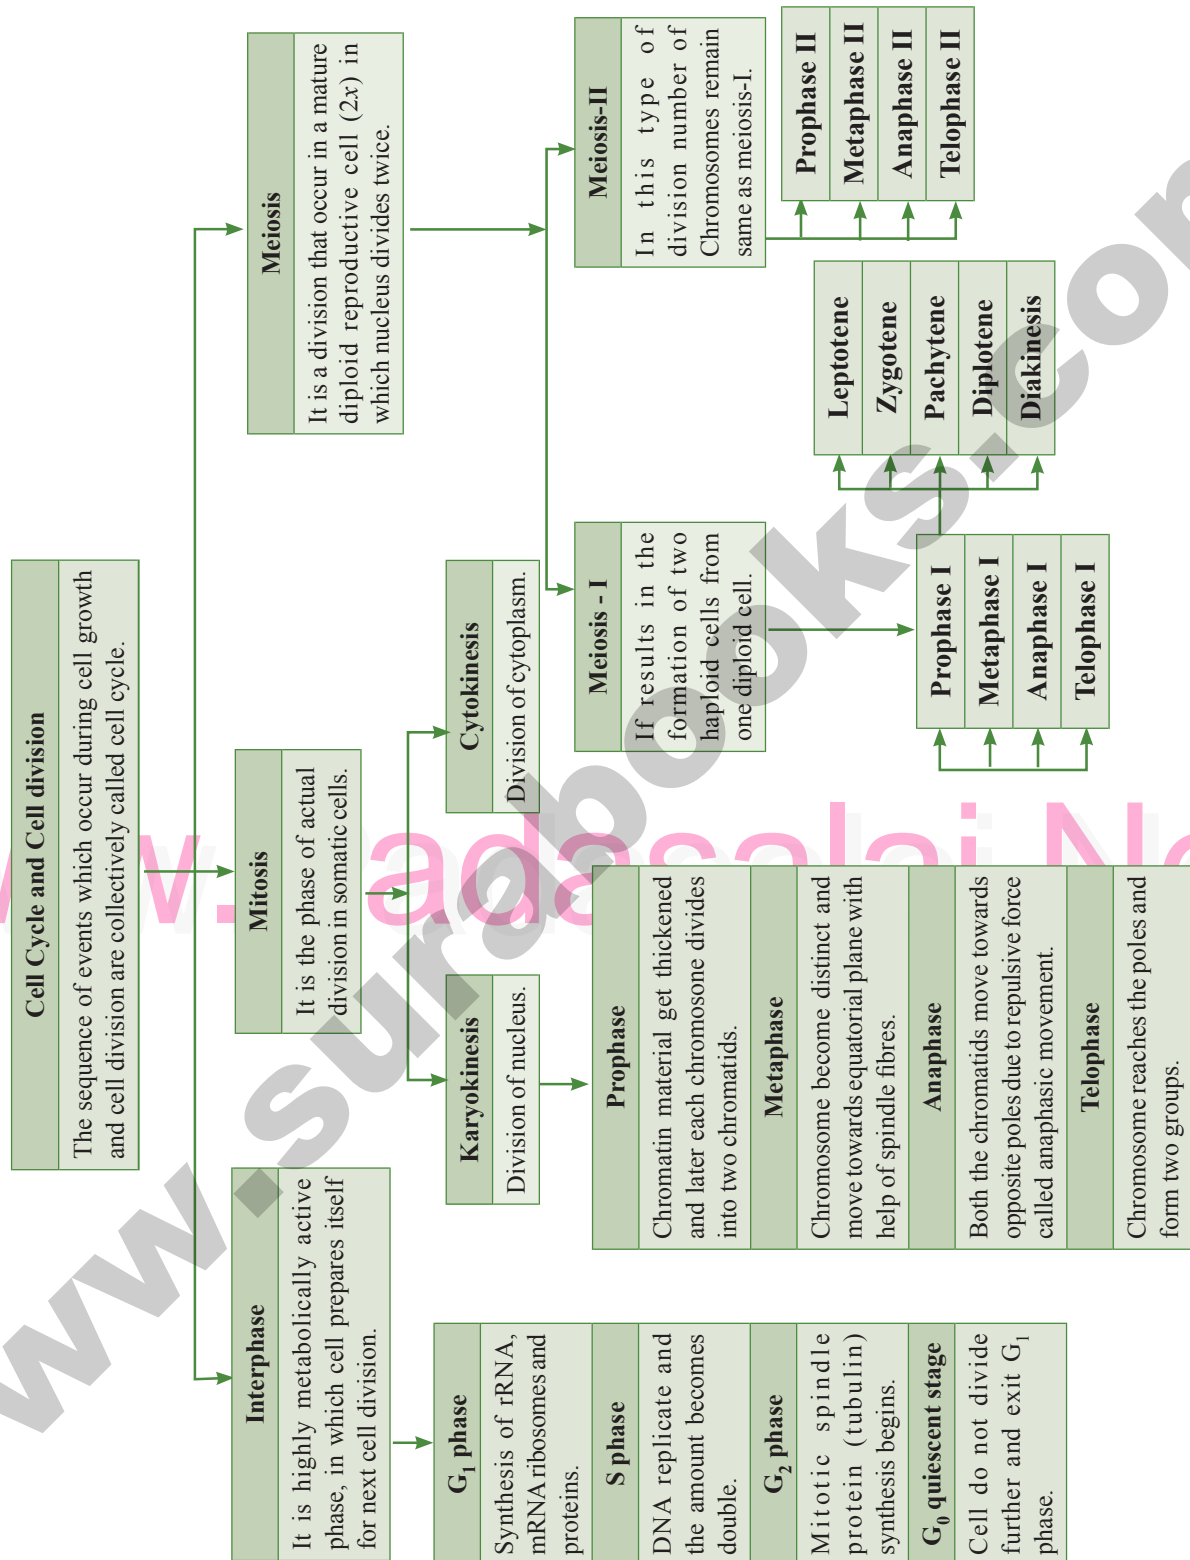 Cell Cycle and Cell division
The sequence of events which occur during cell growth
and cell division are collectively called cell cycle.
Interphase
It is highly metabolically active
phase, in which cell prepares itself
for next cell division.
G1 phase
Synthesis of rRNA,
mRNA ribosomes and
proteins.
S phase
DNA replicate and
the amount becomes
double.
G2 phase
Mitotic spindle
protein (tubulin)
synthesis begins.
G0 quiescent stage
Cell do not divide
further and exit G1
phase.
Mitosis
It is the phase of actual
division in somatic cells.
Karyokinesis
Division of nucleus.
Prophase
Chromatin material get thickened
and later each chromosome divides
into two chromatids.
Metaphase
Chromosome become distinct and
move towards equatorial plane with
help of spindle fibres.
Anaphase
Both the chromatids move towards
opposite poles due to repulsive force
called anaphasic movement.
Telophase
Chromosome reaches the poles and
form two groups.
Cytokinesis
Division of cytoplasm.
Meiosis
It is a division that occur in a mature
diploid reproductive cell (2x) in
which nucleus divides twice.
Meiosis - I
If results in the
formation of two
haploid cells from
one diploid cell.
Prophase I
Metaphase I
Anaphase I
Telophase I
Leptotene
Zygotene
Pachytene
Diplotene
Diakinesis
Meiosis-II
In this type of
division number of
Chromosomes remain
same as meiosis-I.
Prophase II
Metaphase II
Anaphase II
Telophase II
www.surabooks.com